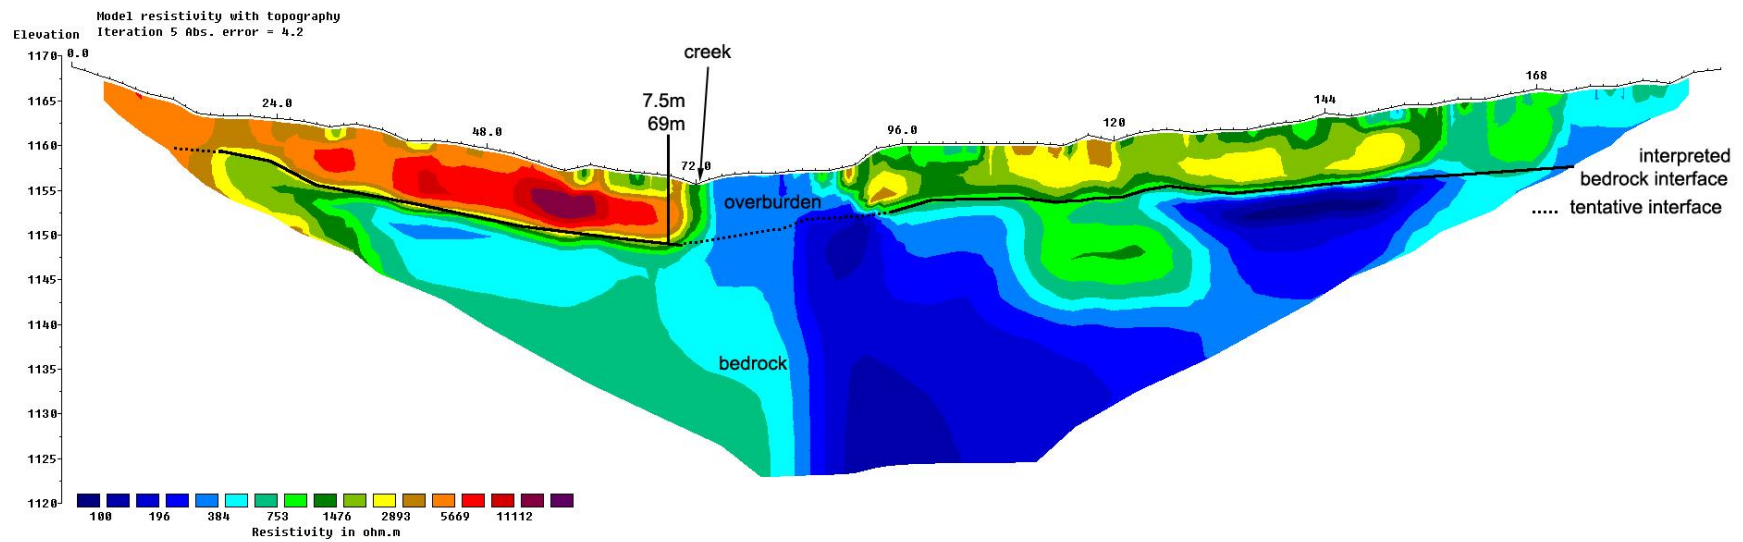 Model resistivity with topography
Elevation Iteration 5 Abs. error = 4.2
creek
1170 0.0
7.5m
69m
1165 24.0 144 168
48.0 96.0 120
1160
72.0
interpreted
bedrock interface
1155
overburden
..... tentative interface
1150
1145
1140
bedrock
1135
1130
1125
1120
100 196 384 753 1476 2893 5669 11112
Resistivity in ohm.m